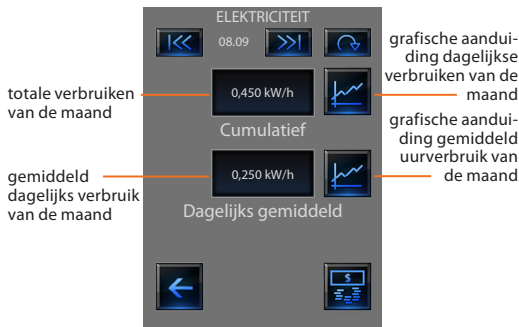 ELEKTRICITEIT
08.09
totale verbruiken
van de maand
0,450 kW/h
grafische aandui-
ding dagelijkse
verbruiken van de
maand
Cumulatief
gemiddeld
dagelijks verbruik
van de maand
0,250 kW/h
grafische aandui-
ding gemiddeld
uurverbruik van
de maand
Dagelijks gemiddeld
$